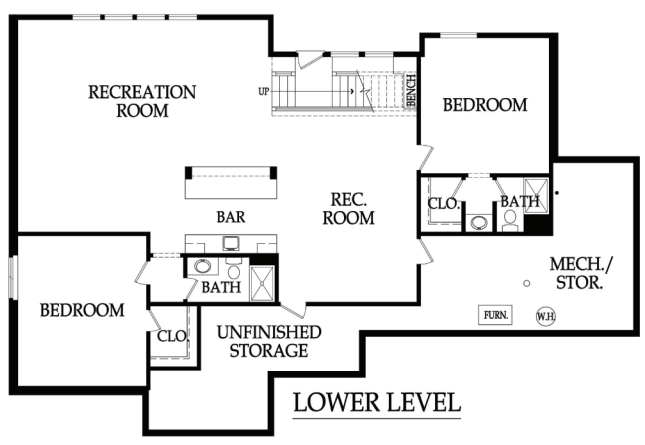 RECREATION
ROOM
UP
BENCH
BEDROOM
REC.
ROOM
CLO.
BATH
BAR
MECH./
STOR.
BATH
BEDROOM
FURN.
W.H
CLO.
UNFINISHED
STORAGE
LOWER LEVEL